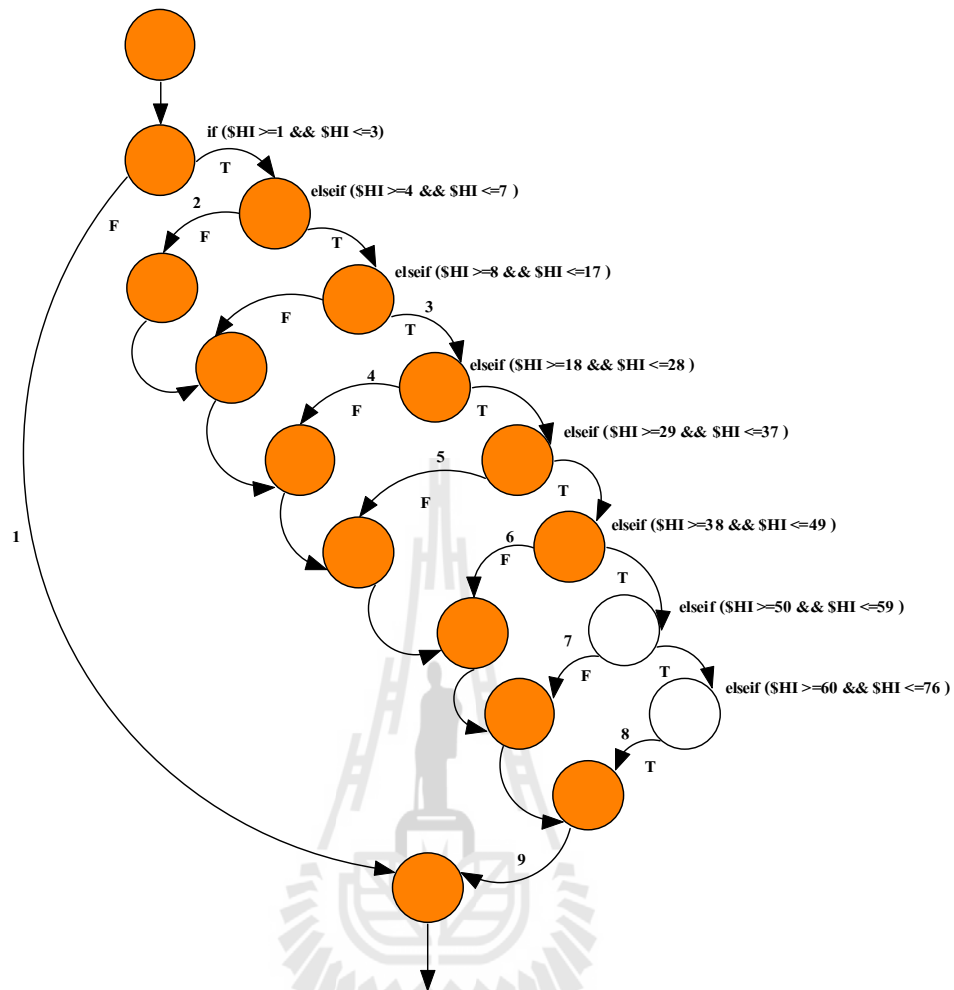 if ($HI >=1 && $HI <=3)
T
elseif ($HI >=4 && $HI <=7 )
2
F
F
T
elseif ($HI >=8 && $HI <=17 )
3
F
T
elseif ($HI >=18 && $HI <=28 )
4
F
T
elseif ($HI >=29 && $HI <=37 )
5
F
T
elseif ($HI >=38 && $HI <=49 )
1
6
F
T
elseif ($HI >=50 && $HI <=59 )
7
F
T
elseif ($HI >=60 && $HI <=76 )
8
T
9